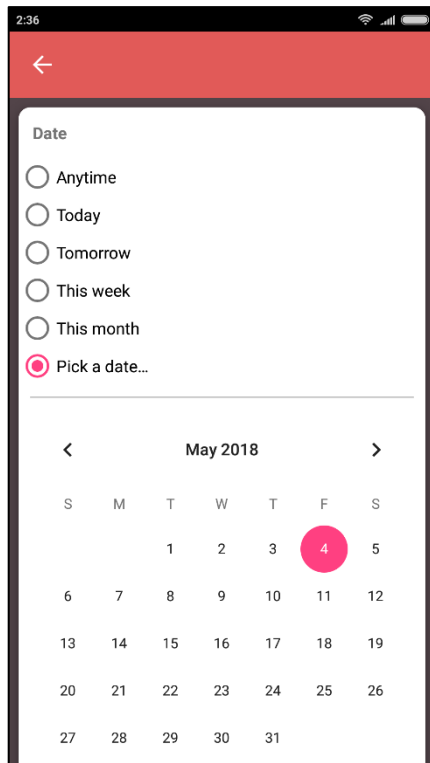 2:36
Date
Anytime
Today
Tomorrow
This week
This month
Pick a date...
May 2018
S M T W T F S
1 2 3 4 5
6 7 8 9 10 11 12
13 14 15 16 17 18 19
20 21 22 23 24 25 26
27 28 29 30 31